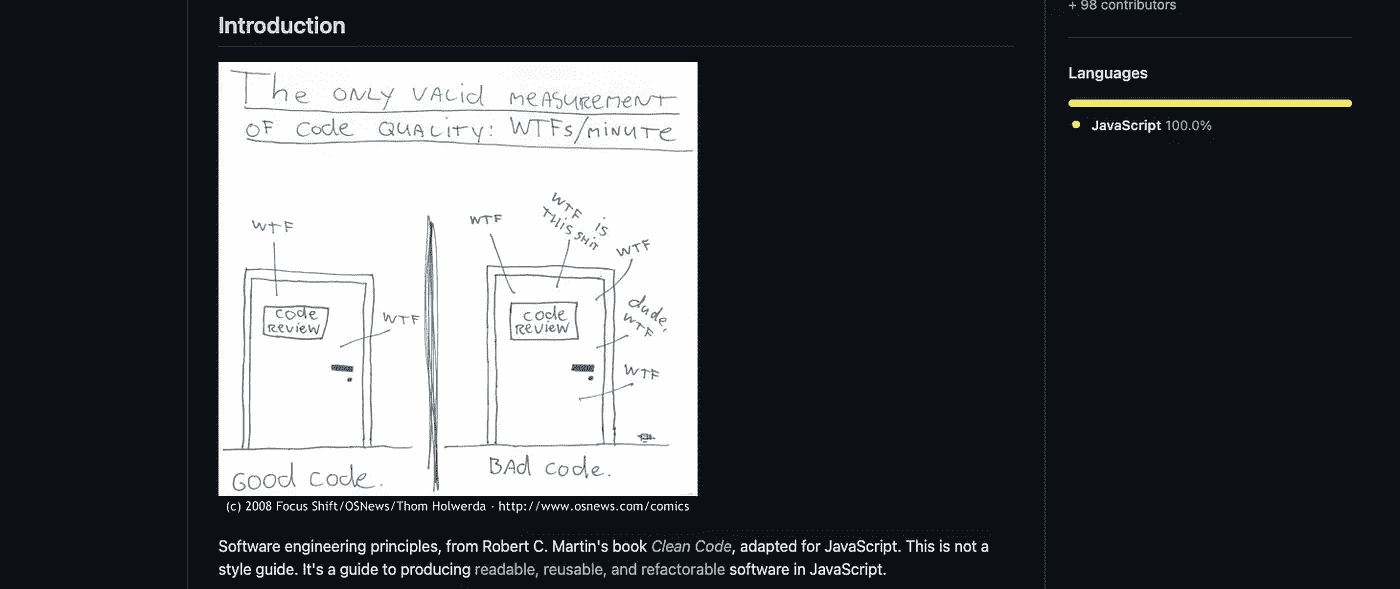 Introduction
The ONLY VALid MEASUREMENT
OF Code QUALITY: WTFs/MINUTE
WTF
code
REVIEW
WTF
GOOD code.
WTF
WTF is
THIS SHIT
WTF
dude,
WTF
code
REVIEW
WTF
BAd code.
(c) 2008 Focus Shift/OSNews/Thom Holwerda - http://www.osnews.com/comics
Software engineering principles, from Robert C. Martin's book Clean Code, adapted for JavaScript. This is not a
style guide. It's a guide to producing readable, reusable, and refactorable software in JavaScript.
+ 98 contributors
Languages
JavaScript 100.0%